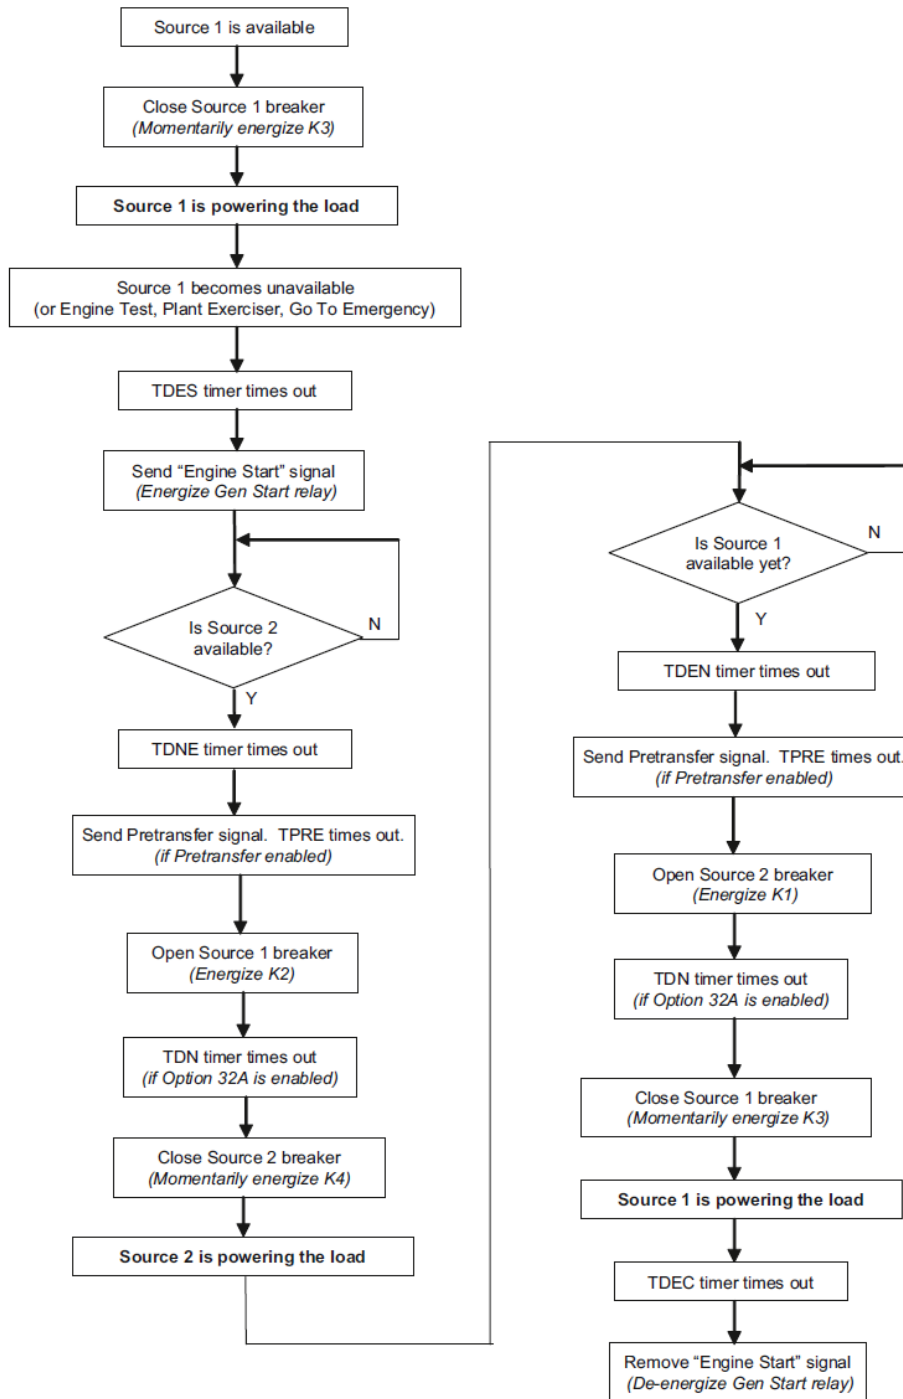 Source 1 is available
Close Source 1 breaker
(Momentarily energize K3)
Source 1 is powering the load
Source 1 becomes unavailable
(or Engine Test, Plant Exerciser, Go To Emergency)
TDES timer times out
Send “Engine Start” signal
(Energize Gen Start relay)
Is Source 2
available?
N
Y
TDNE timer times out
Send Pretransfer signal.  TPRE times out.
(if Pretransfer enabled)
Open Source 1 breaker
(Energize K2)
TDN timer times out
(if Option 32A is enabled)
Close Source 2 breaker
(Momentarily energize K4)
Source 2 is powering the load
Is Source 1
available yet?
N
Y
TDEN timer times out
Send Pretransfer signal.  TPRE times out.
(if Pretransfer enabled)
Open Source 2 breaker
(Energize K1)
TDN timer times out
(if Option 32A is enabled)
Close Source 1 breaker
(Momentarily energize K3)
Source 1 is powering the load
TDEC timer times out
Remove “Engine Start” signal
(De-energize Gen Start relay)